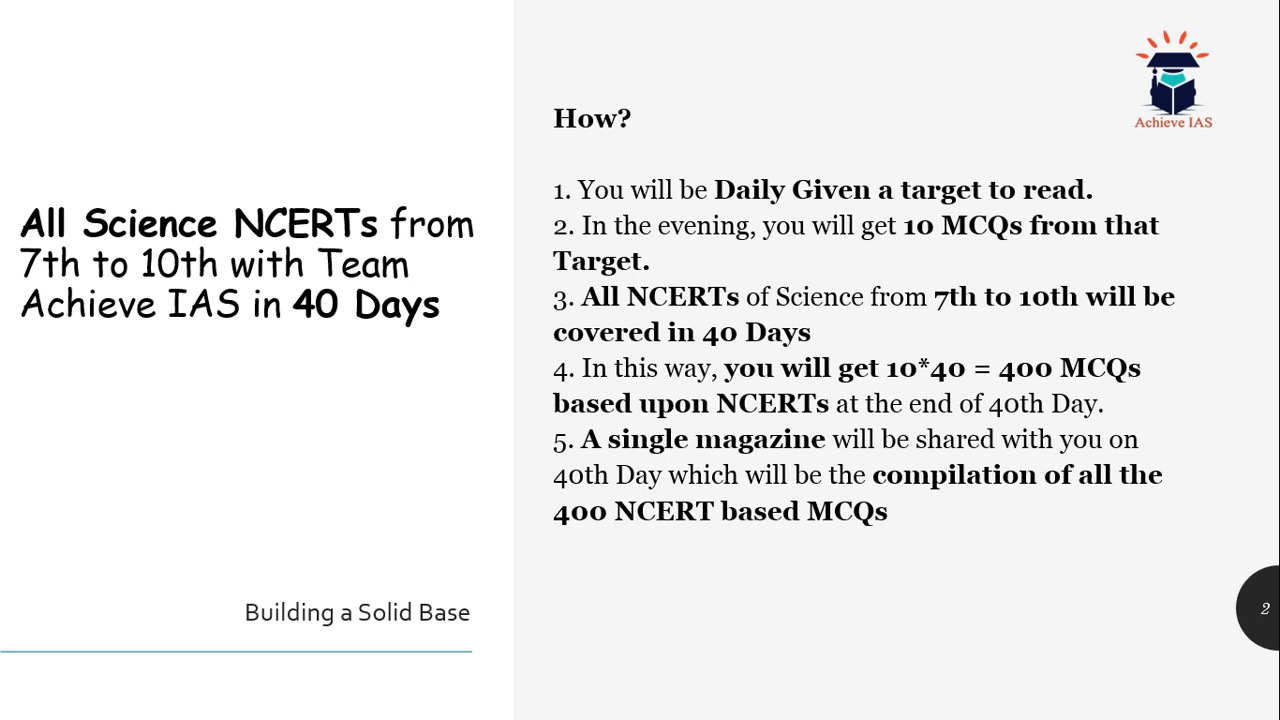 All Science NCERTs from
7th to 10th with Team
Achieve IAS in 40 Days
Building a Solid Base
Achieve IAS
How?
1. You will be Daily Given a target to read.
2. In the evening, you will get 10 MCQs from that
Target.
3. All NCERTs of Science from 7th to 10th will be
covered in 40 Days
4. In this way, you will get 10*40 = 400 MCQs
based upon NCERTs at the end of 40th Day.
5. A single magazine will be shared with you on
40th Day which will be the compilation of all the
400 NCERT based MCQs
2